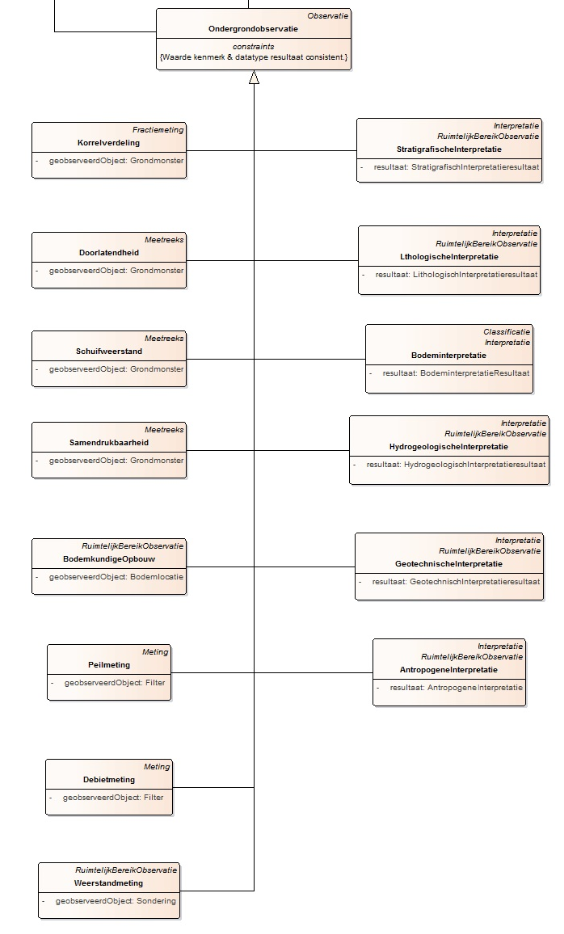 Observatie
Ondergrondobservatie
constraints
{Waarde kenmerk & datatype resultaat consistent.}
Fractiemeting
Korrelverdeling
- geobserveerdObject: Grondmonster
Interpretatie
RuimtelijkBereikObservatie
StratigrafischeInterpretatie
- resultaat: StratigrafischInterpretatieresultaat
Meetreeks
Doorlatendheid
- geobserveerdObject: Grondmonster
Interpretatie
RuimtelijkBereikObservatie
LthologischeInterpretatie
- resultaat: LithologischInterpretatieresultaat
Meetreeks
Schuifweerstand
- geobserveerdObject: Grondmonster
Classificatie
Interpretatie
Bodeminterpretatie
- resultaat: BodeminterpretatieResultaat
Meetreeks
Samendrukbaarheid
- geobserveerdObject: Grondmonster
Interpretatie
RuimtelijkBereikObservatie
HydrogeologischeInterpretatie
- resultaat: HydrogeologischInterpretatieresultaat
RuimtelijkBereikObservatie
BodemkundigeOpbouw
- geobserveerdObject: Bodemlocatie
Interpretatie
RuimtelijkBereikObservatie
GeotechnischeInterpretatie
- resultaat: GeotechnischInterpretatieresultaat
Meting
Peilmeting
- geobserveerdObject: Filter
Interpretatie
RuimtelijkBereikObservatie
AntropogeneInterpretatie
- resultaat: AntropogeneInterpretatie
Meting
Debietmeting
- geobserveerdObject: Filter
RuimtelijkBereikObservatie
Weerstandmeting
- geobserveerdObject: Sondering